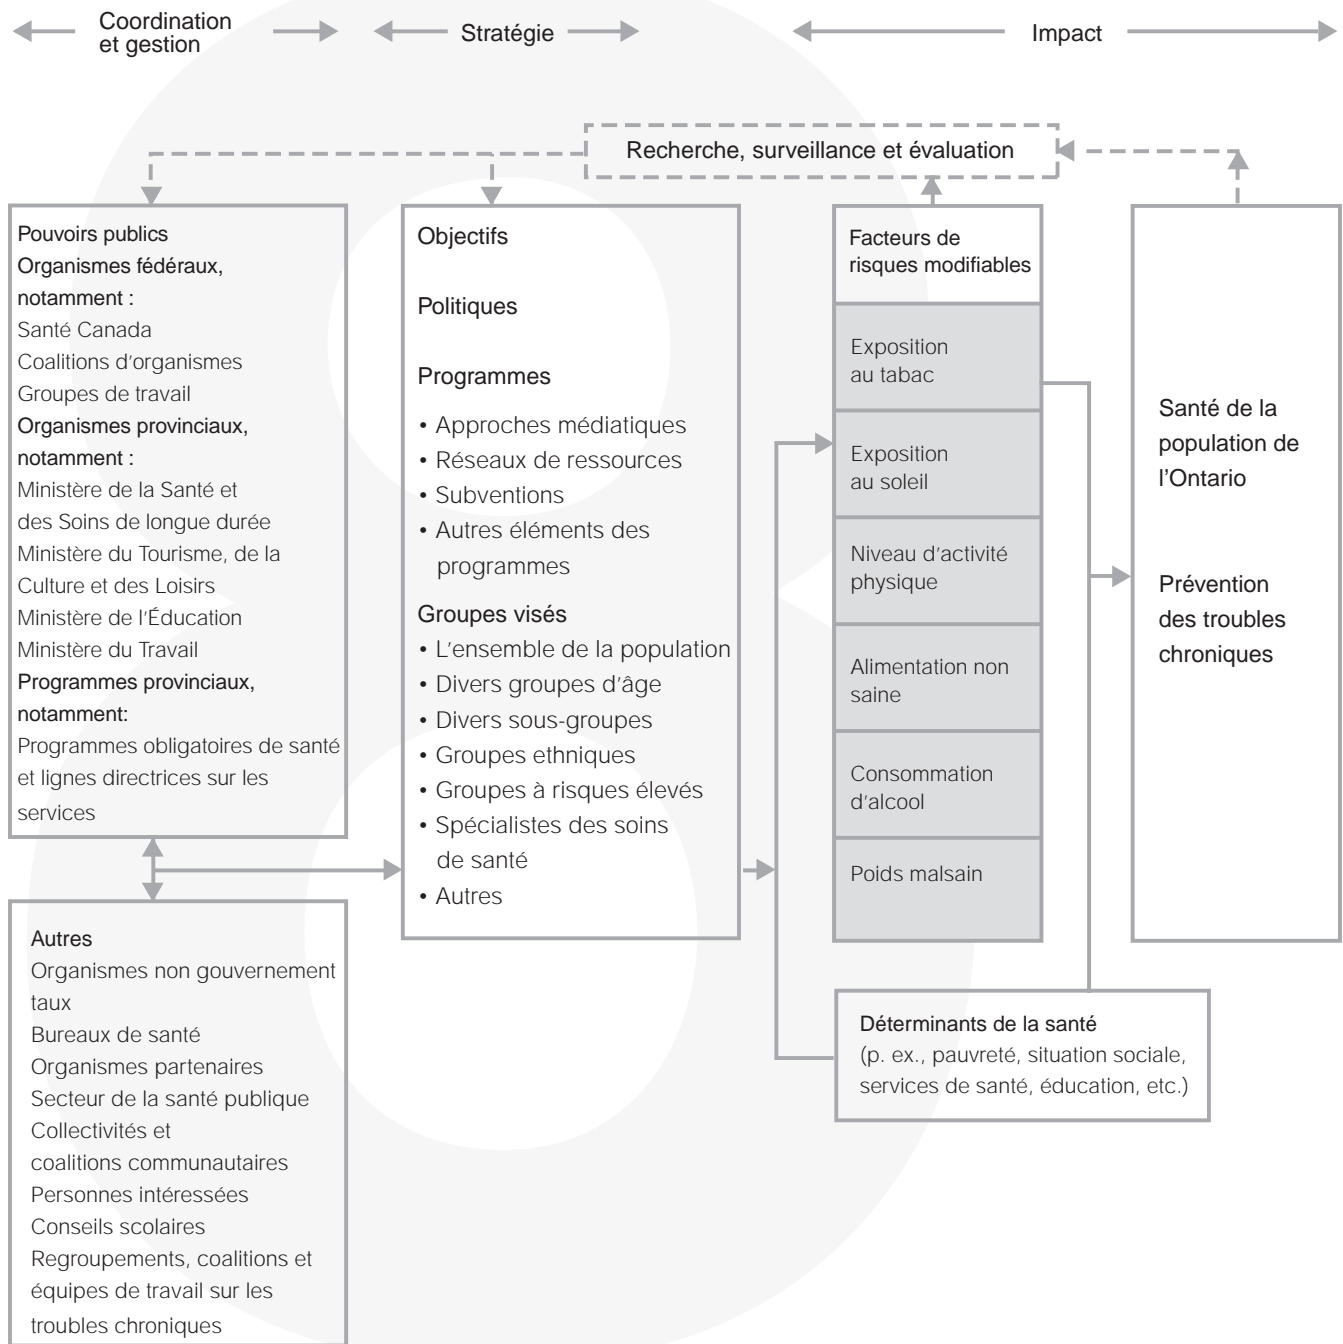 Coordination
et gestion
Stratégie
Impact
Recherche, surveillance et évaluation
Pouvoirs publics
Organismes fédéraux,
notamment :
Santé Canada
Coalitions d'organismes
Groupes de travail
Organismes provinciaux,
notamment :
Ministère de la Santé et
des Soins de longue durée
Ministère du Tourisme, de la
Culture et des Loisirs
Ministère de l'Éducation
Ministère du Travail
Programmes provinciaux,
notamment:
Programmes obligatoires de santé
et lignes directrices sur les
services
Autres
Organismes non gouvernement
taux
Bureaux de santé
Organismes partenaires
Secteur de la santé publique
Collectivités et
coalitions communautaires
Personnes intéressées
Conseils scolaires
Regroupements, coalitions et
équipes de travail sur les
troubles chroniques
Objectifs
Politiques
Programmes
• Approches médiatiques
• Réseaux de ressources
• Subventions
• Autres éléments des
programmes
Groupes visés
• L'ensemble de la population
• Divers groupes d'âge
• Divers sous-groupes
• Groupes ethniques
• Groupes à risques élevés
• Spécialistes des soins
de santé
• Autres
Facteurs de
risques modifiables
Exposition
au tabac
Exposition
au soleil
Niveau d'activité
physique
Alimentation non
saine
Consommation
d'alcool
Poids malsain
Déterminants de la santé
(p. ex., pauvreté, situation sociale,
services de santé, éducation, etc.)
Santé de la
population de
l'Ontario
Prévention
des troubles
chroniques